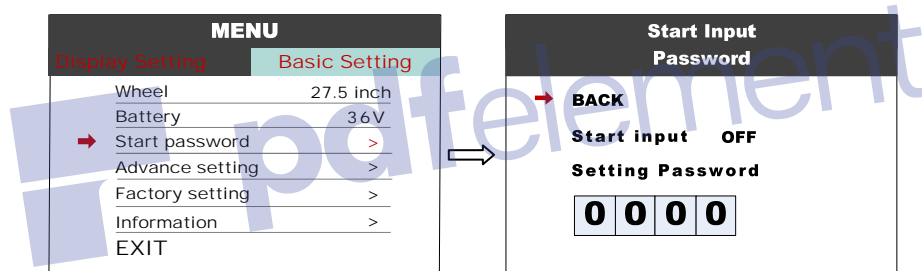 MENU
Display Setting Basic Setting
Wheel 27.5 inch
Battery 36V
Start password >
Advance setting >
Factory setting >
Information >
EXIT
Start Input
Password
BACK
Start input OFF
Setting Password
0 0 0 0
pdfelement